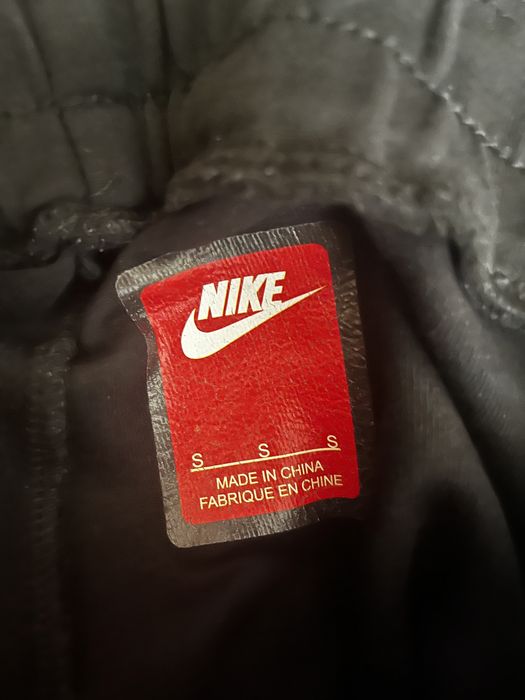 NIKE
S S S
MADE IN CHINA
FABRIQUE EN CHINE